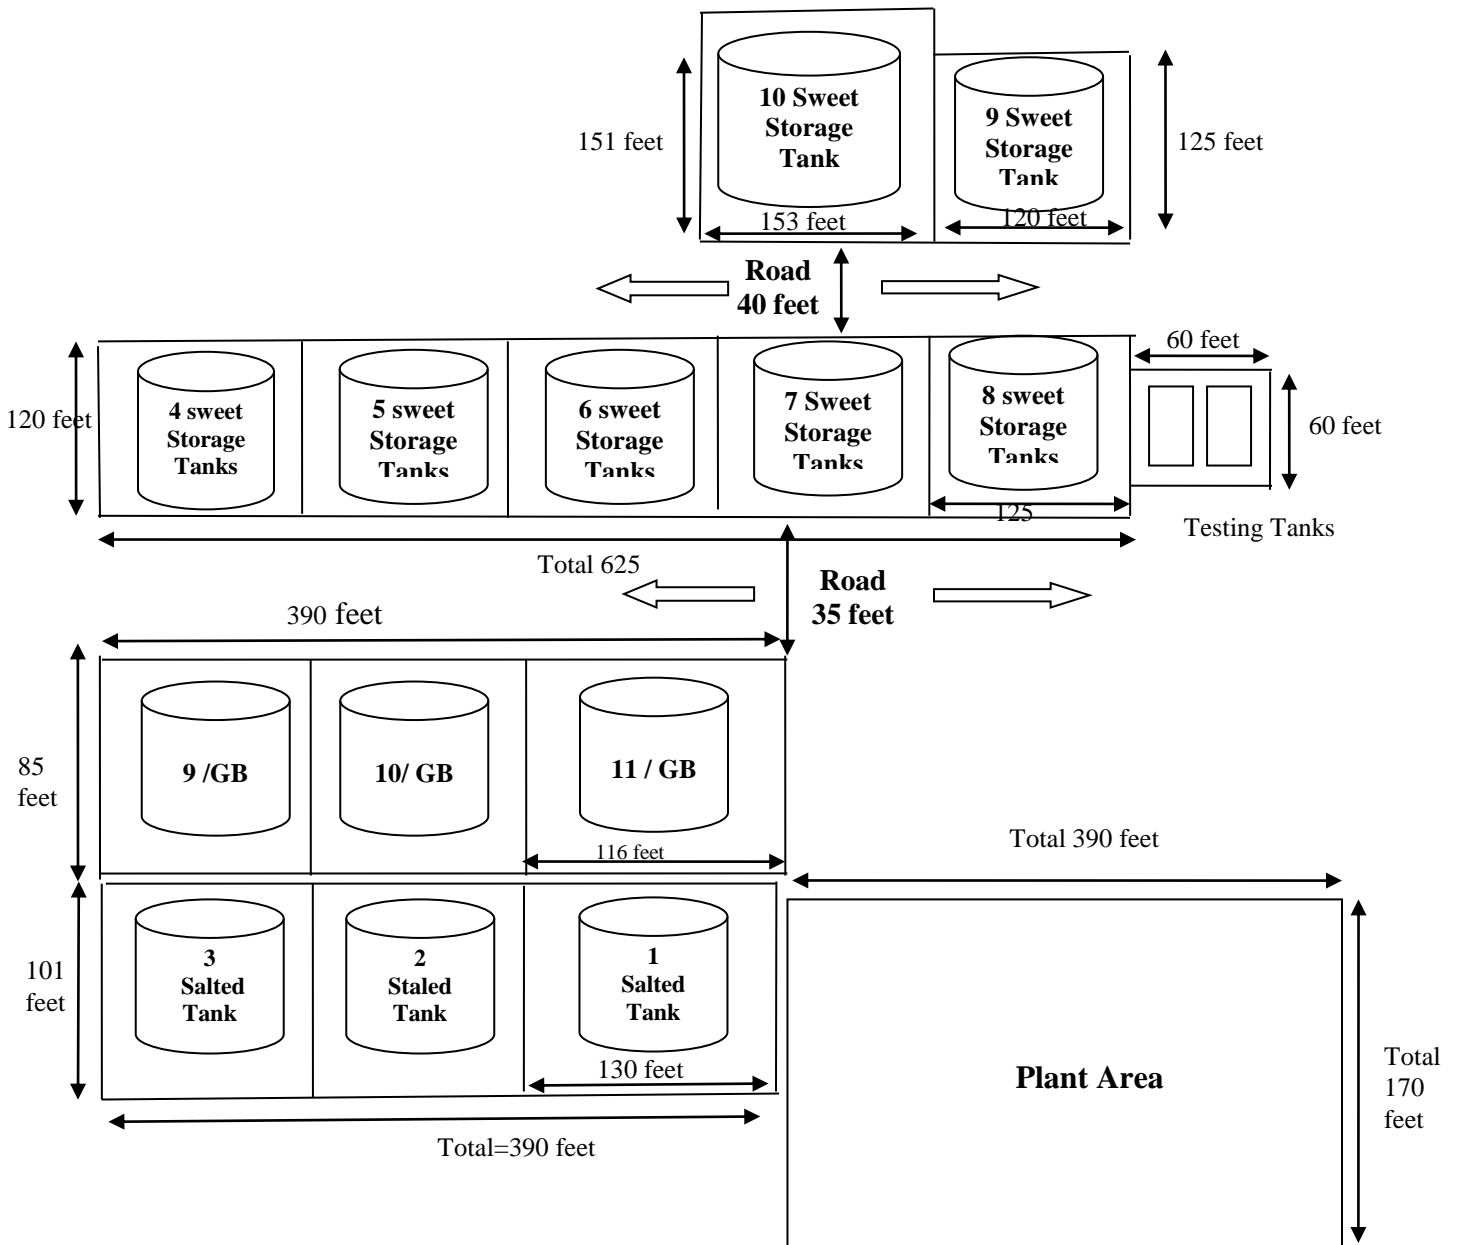 10 Sweet
Storage
Tank
9 Sweet
Storage
Tank
151 feet
125 feet
153 feet
120 feet
Road
40 feet
60 feet
120 feet
4 sweet
Storage
Tanks
5 sweet
Storage
Tanks
6 sweet
Storage
Tanks
7 Sweet
Storage
Tanks
8 sweet
Storage
Tanks
60 feet
125
Testing Tanks
Total 625
Road
35 feet
390 feet
85
feet
9 /GB
10/ GB
11 / GB
116 feet
Total 390 feet
101
feet
3
Salted
Tank
2
Staled
Tank
1
Salted
Tank
130 feet
Total=390 feet
Plant Area
Total
170
feet